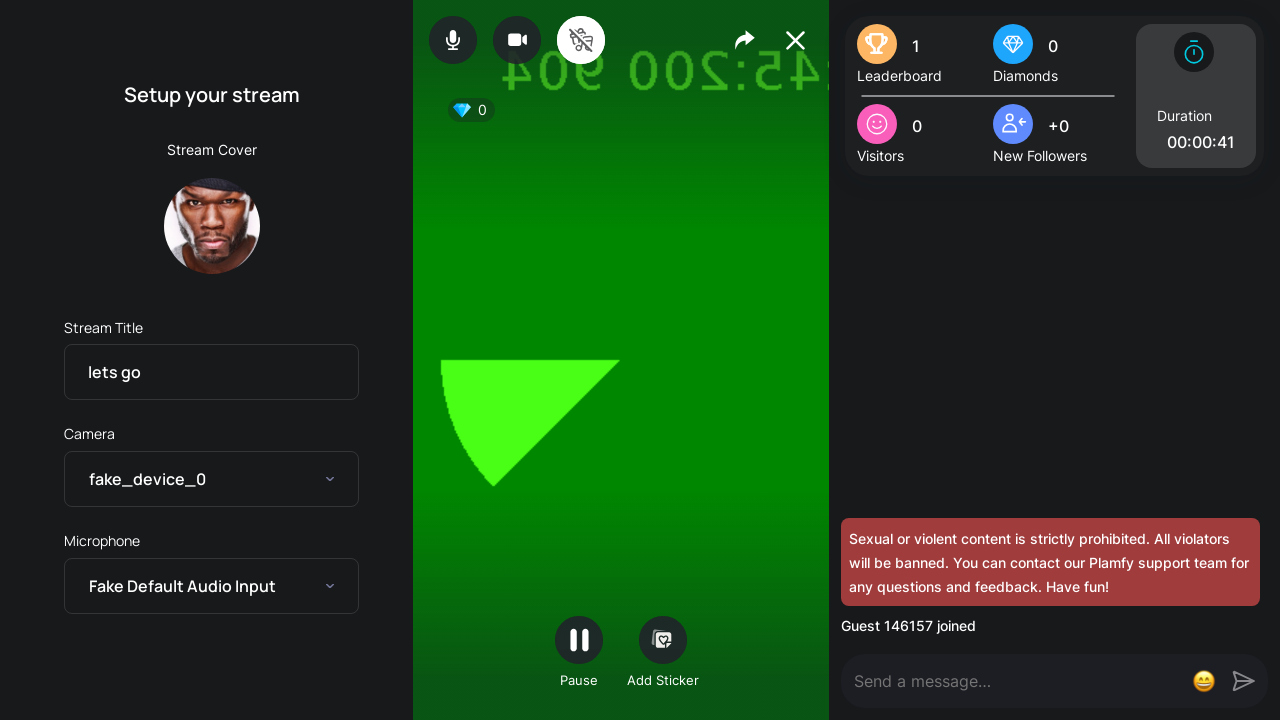 Setup your stream
Stream Cover
Stream Title
lets go
Camera
fake_device_0
Microphone
Fake Default Audio Input
45:200 904
0
Pause
Add Sticker
1
Leaderboard
0
Diamonds
0
Visitors
+0
New Followers
Duration
00:00:41
Sexual or violent content is strictly prohibited. All violators
will be banned. You can contact our Plamfy support team for
any questions and feedback. Have fun!
Guest 146157 joined
Send a message...